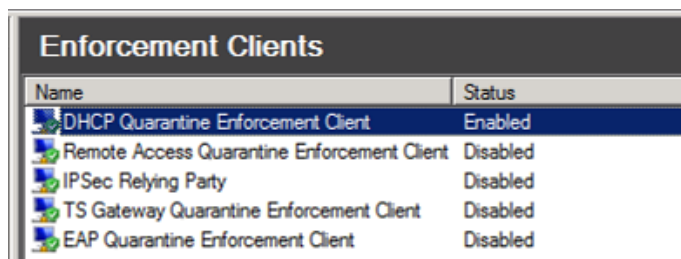 Enforcement Clients
Name Status
DHCP Quarantine Enforcement Client Enabled
Remote Access Quarantine Enforcement Client Disabled
IPSec Relying Party Disabled
TS Gateway Quarantine Enforcement Client Disabled
EAP Quarantine Enforcement Client Disabled